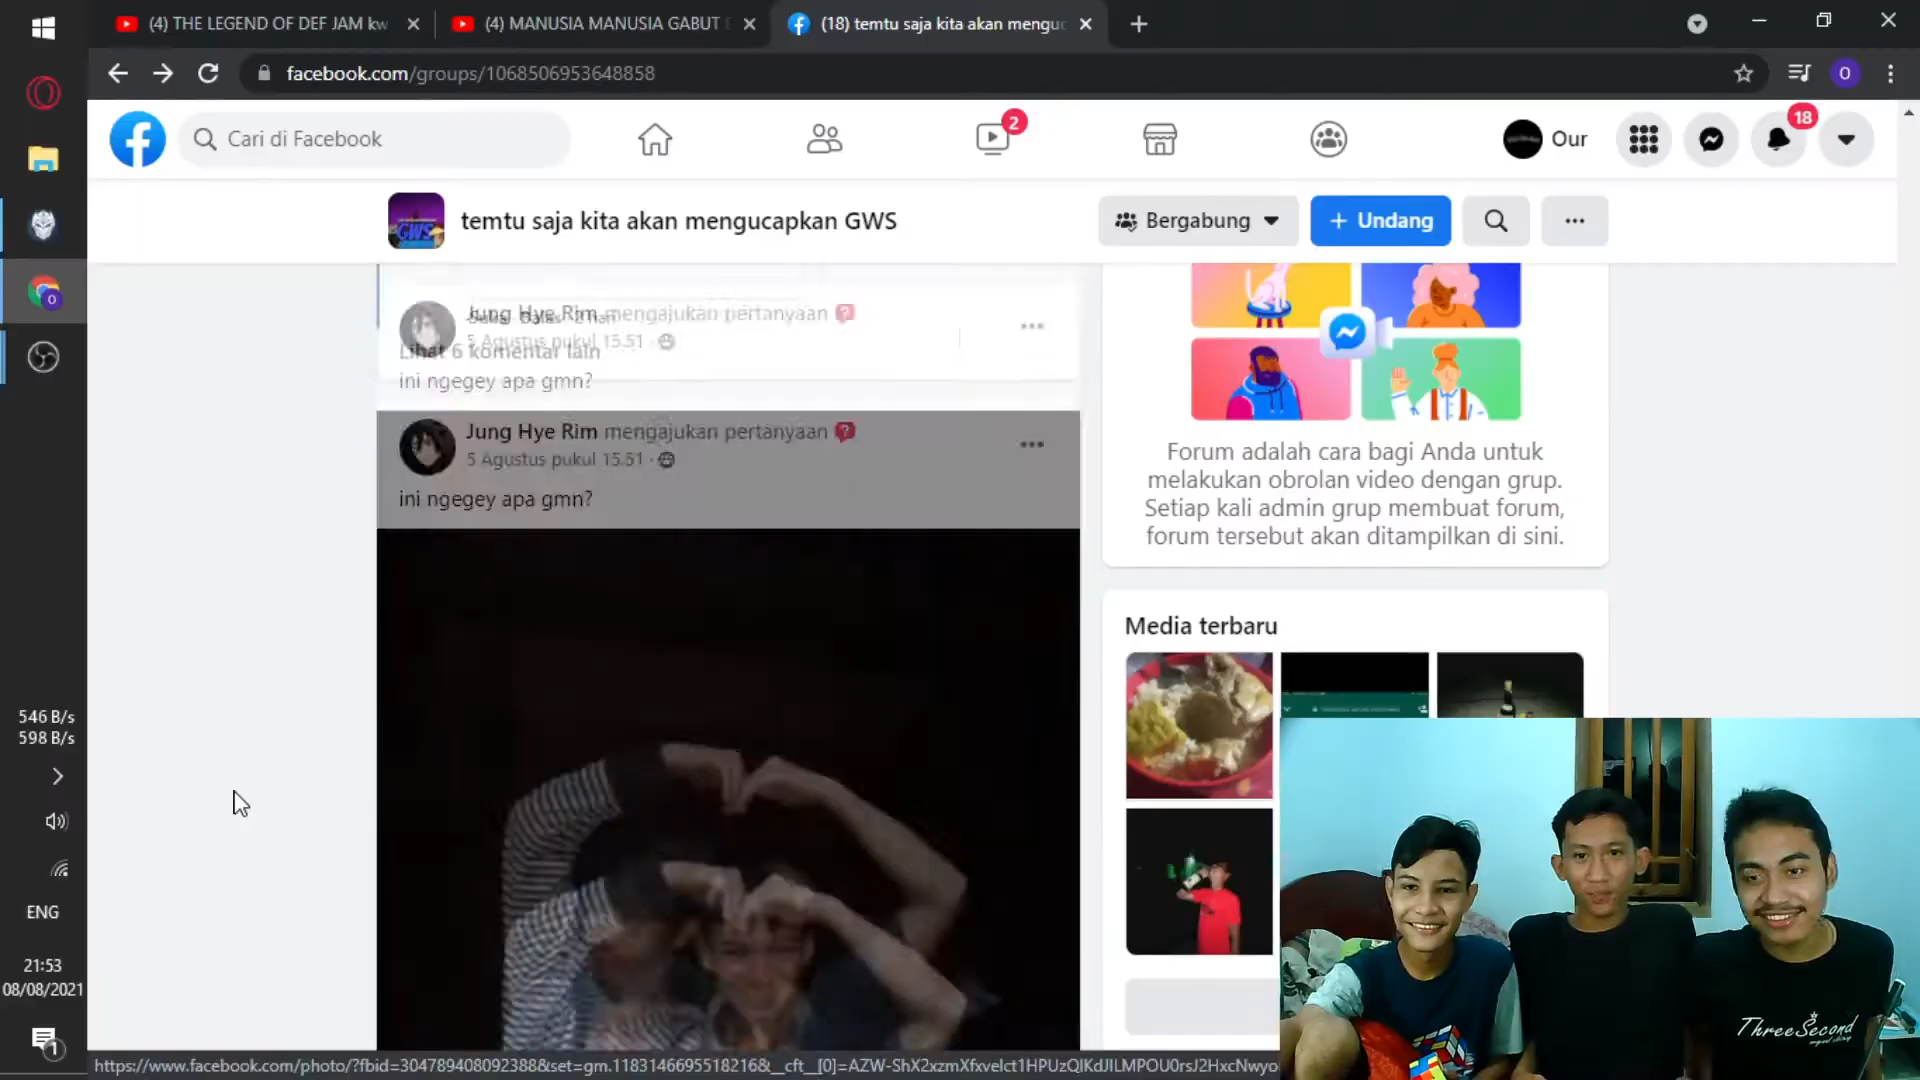 (4) THE LEGEND OF DEF JAM kw
(4) MANUSIA MANUSIA GABUT
(18) temtu saja kita akan mengu
facebook.com/groups/1068506953648858
O
Cari di Facebook
2
Our
18
GWS
temtu saja kita akan mengucapkan GWS
Bergabung
+ Undang
Jung Hye Rim mengajukan pertanyaan
5 Agustus pukul 15.51 ·
Lihat 6 komentar lain
ini ngegey apa gmn?
Jung Hye Rim mengajukan pertanyaan
5 Agustus pukul 15.51 ·
ini ngegey apa gmn?
Forum adalah cara bagi Anda untuk
melakukan obrolan video dengan grup.
Setiap kali admin grup membuat forum,
forum tersebut akan ditampilkan di sini.
Media terbaru
546 B/s
598 B/s
ENG
21:53
08/08/2021
1
ThreeSecond